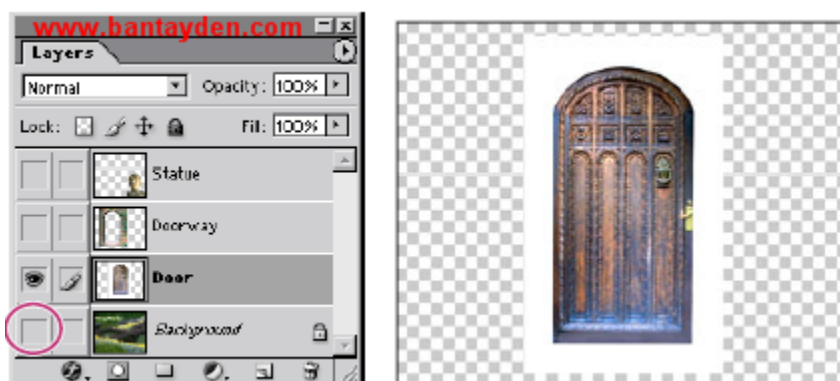 www.bantayden.com
Layers
Normal Opacity: 100%
Lock: Fill: 100%
Statue
Doorway
Door
Background